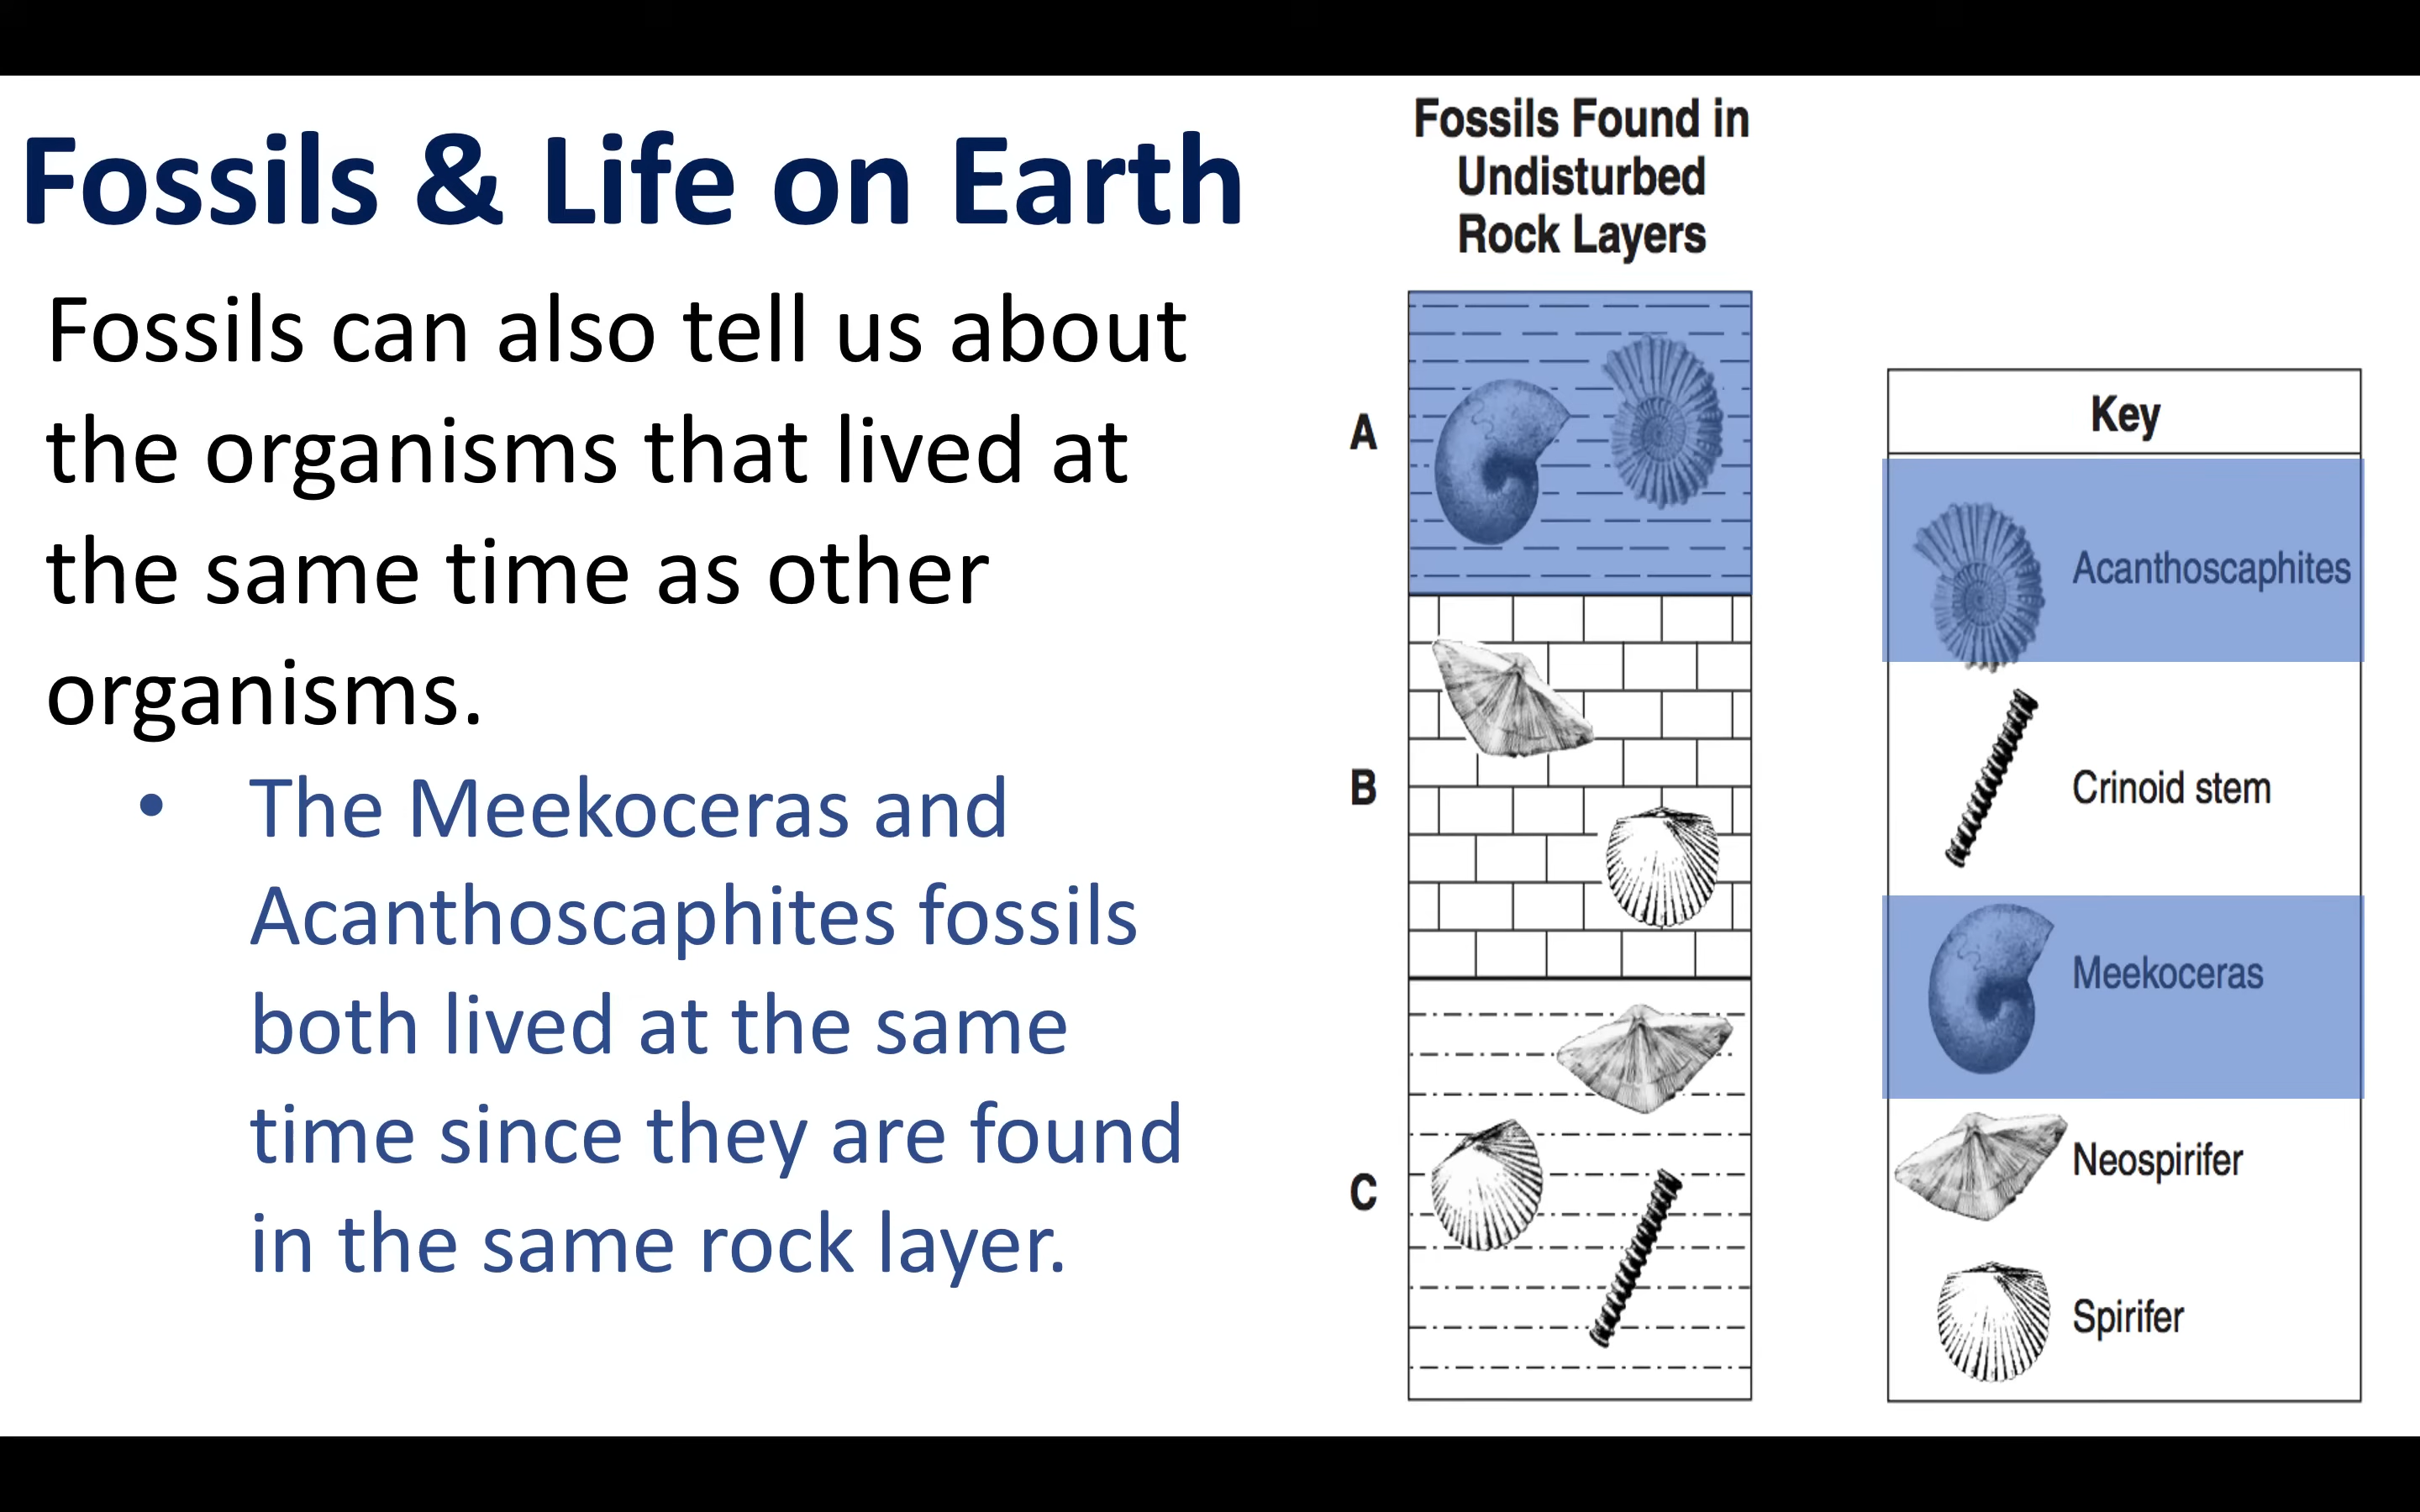 Fossils & Life on Earth
Fossils can also tell us about
the organisms that lived at
the same time as other
organisms.
• The Meekoceras and
Acanthoscaphites fossils
both lived at the same
time since they are found
in the same rock layer.
Fossils Found in
Undisturbed
Rock Layers
A
B
C
Key
Acanthoscaphites
Crinoid stem
Meekoceras
Neospirifer
Spirifer